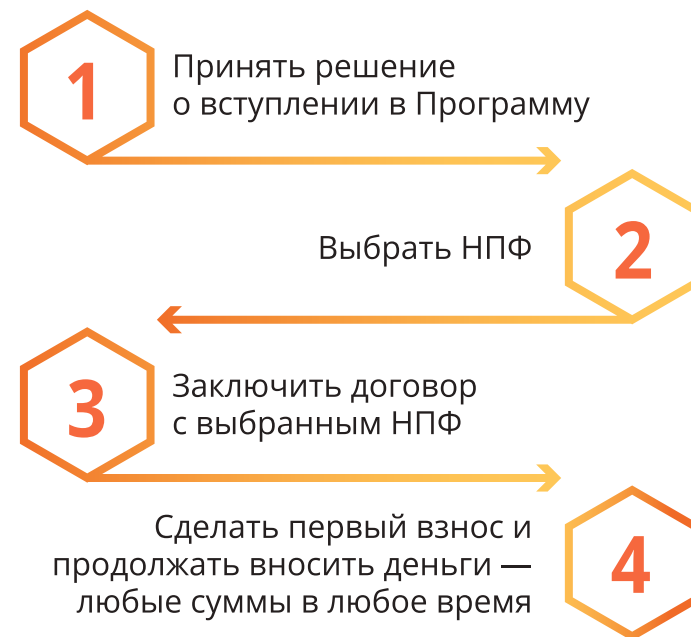 1
Принять решение
о вступлении в Программу
2
Выбрать НПФ
3
Заключить договор
с выбранным НПФ
4
Сделать первый взнос и
продолжать вносить деньги —
любые суммы в любое время